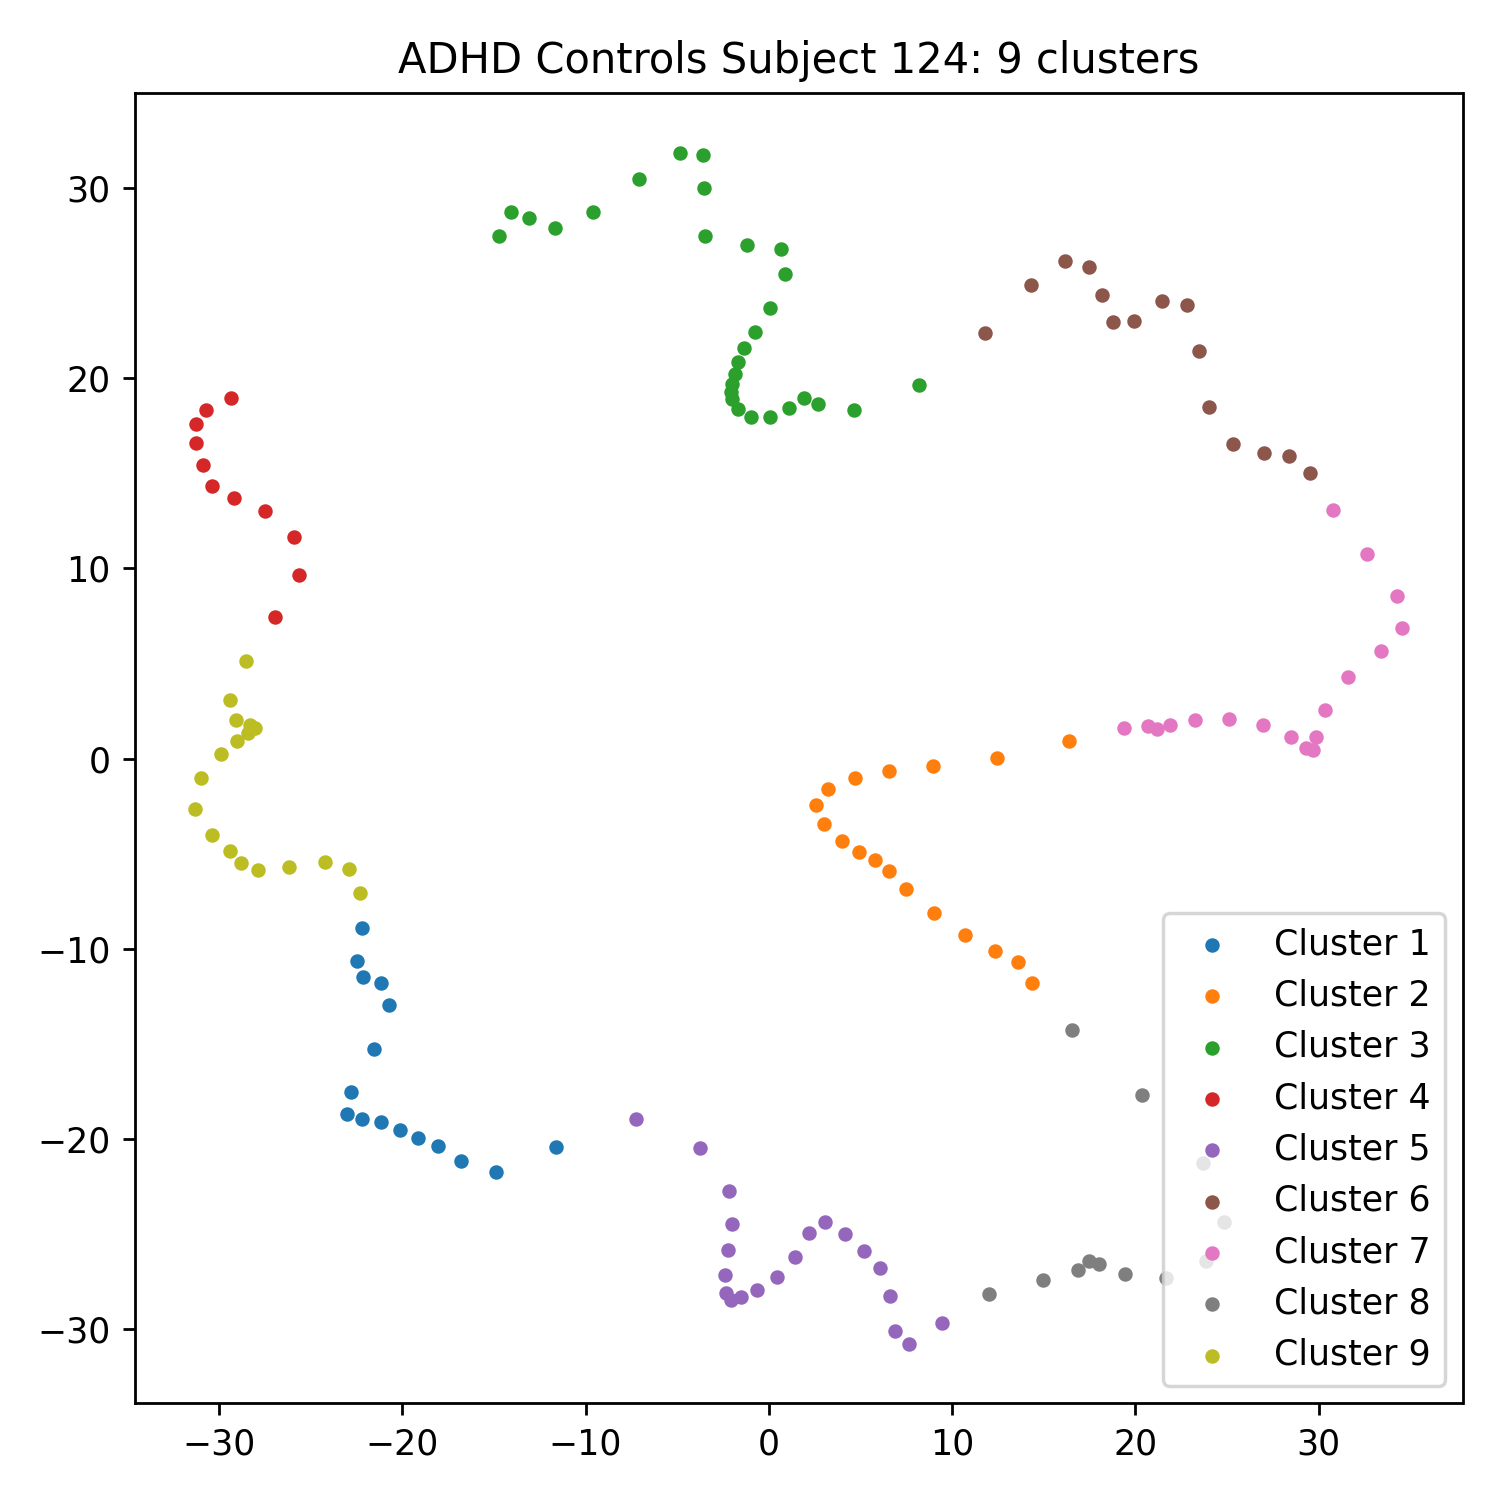 ADHD Controls Subject 124: 9 clusters
30
20
10
0
−10
−20
−30
−30
−20
−10
0
10
20
30
Cluster 1
Cluster 2
Cluster 3
Cluster 4
Cluster 5
Cluster 6
Cluster 7
Cluster 8
Cluster 9